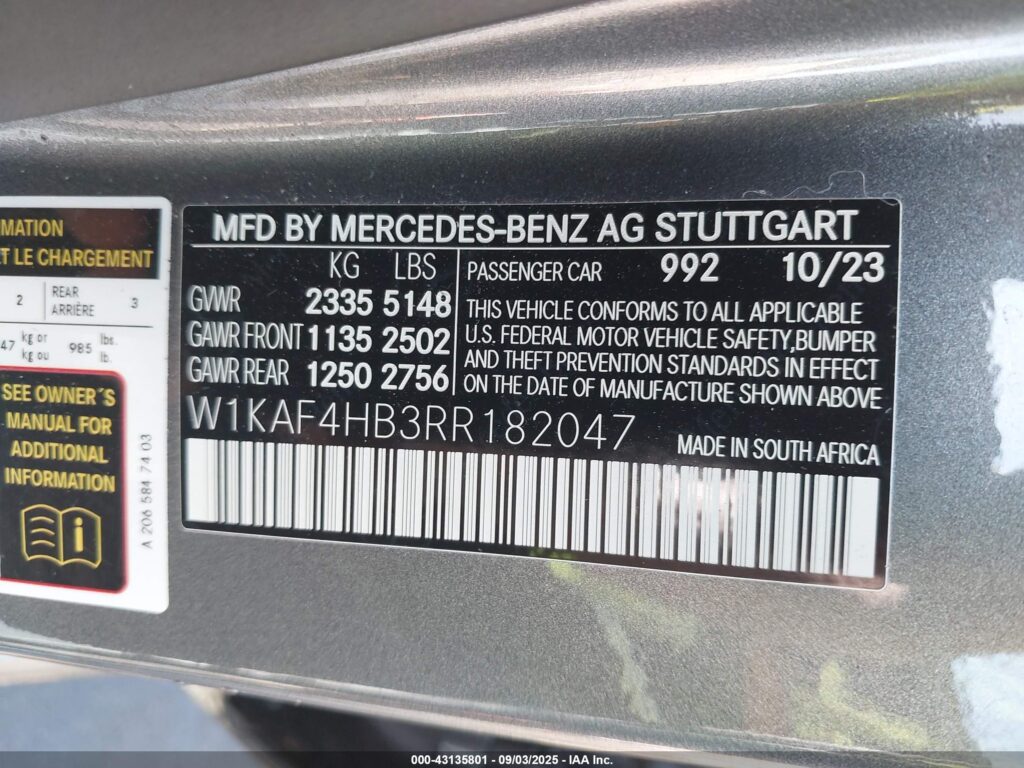 MATION
T LE CHARGEMENT
2 REAR ARRIÈRE 3
47 kg or kg ou 985 lbs. lb.
SEE OWNER´S
MANUAL FOR
ADDITIONAL
INFORMATION
A 206 584 74 03
MFD BY MERCEDES-BENZ AG STUTTGART
KG LBS
GVWR 2335 5148
GAWR FRONT 1135 2502
GAWR REAR 1250 2756
PASSENGER CAR 992 10/23
THIS VEHICLE CONFORMS TO ALL APPLICABLE
U.S. FEDERAL MOTOR VEHICLE SAFETY,BUMPER
AND THEFT PREVENTION STANDARDS IN EFFECT
ON THE DATE OF MANUFACTURE SHOWN ABOVE
W1KAF4HB3RR182047
MADE IN SOUTH AFRICA
000-43135801 - 09/03/2025 - IAA Inc.